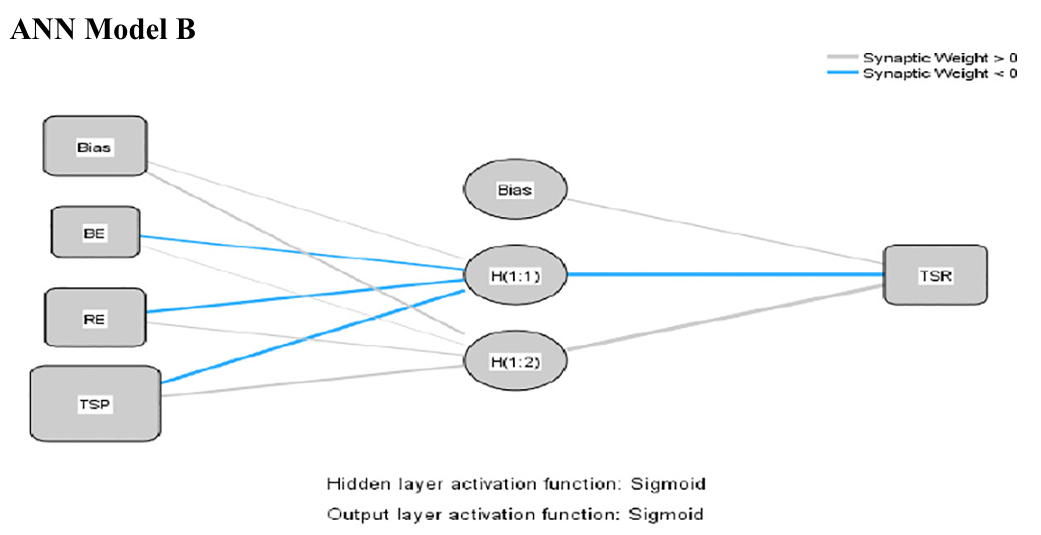 ANN Model B
Synaptic Weight > 0
Synaptic Weight < 0
Bias
BE
RE
TSP
Bias
H(1:1)
H(1:2)
TSR
Hidden layer activation function: Sigmoid
Output layer activation function: Sigmoid